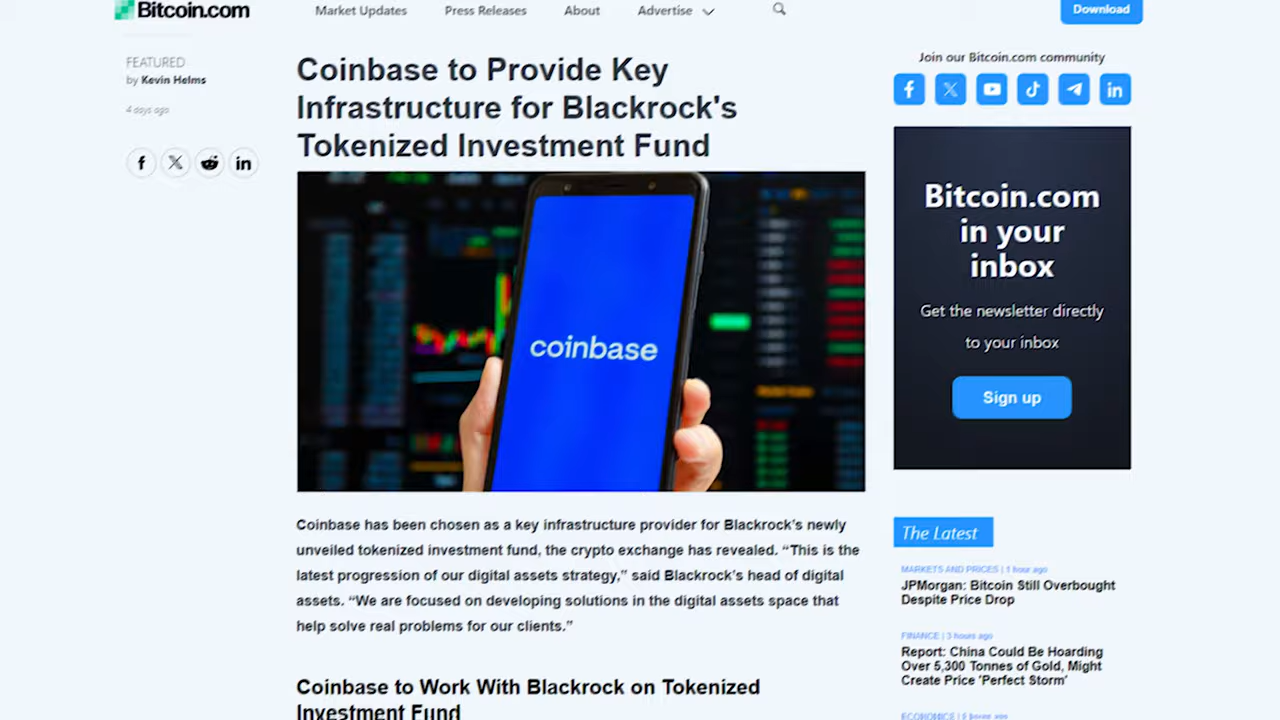 Bitcoin.com
Market Updates
Press Releases
About
Advertise
Download
FEATURED
by Kevin Helms
4 days ago
Coinbase to Provide Key
Infrastructure for Blackrock's
Tokenized Investment Fund
coinbase
Coinbase has been chosen as a key infrastructure provider for Blackrock's newly
unveiled tokenized investment fund, the crypto exchange has revealed. “This is the
latest progression of our digital assets strategy,” said Blackrock's head of digital
assets. “We are focused on developing solutions in the digital assets space that
help solve real problems for our clients.”
Coinbase to Work With Blackrock on Tokenized
Investment Fund
Join our Bitcoin.com community
Bitcoin.com
in your
inbox
Get the newsletter directly
to your inbox
Sign up
The Latest
MARKETS AND PRICES | 1 hour ago
JPMorgan: Bitcoin Still Overbought
Despite Price Drop
FINANCE | 3 hours ago
Report: China Could Be Hoarding
Over 5,300 Tonnes of Gold, Might
Create Price 'Perfect Storm'